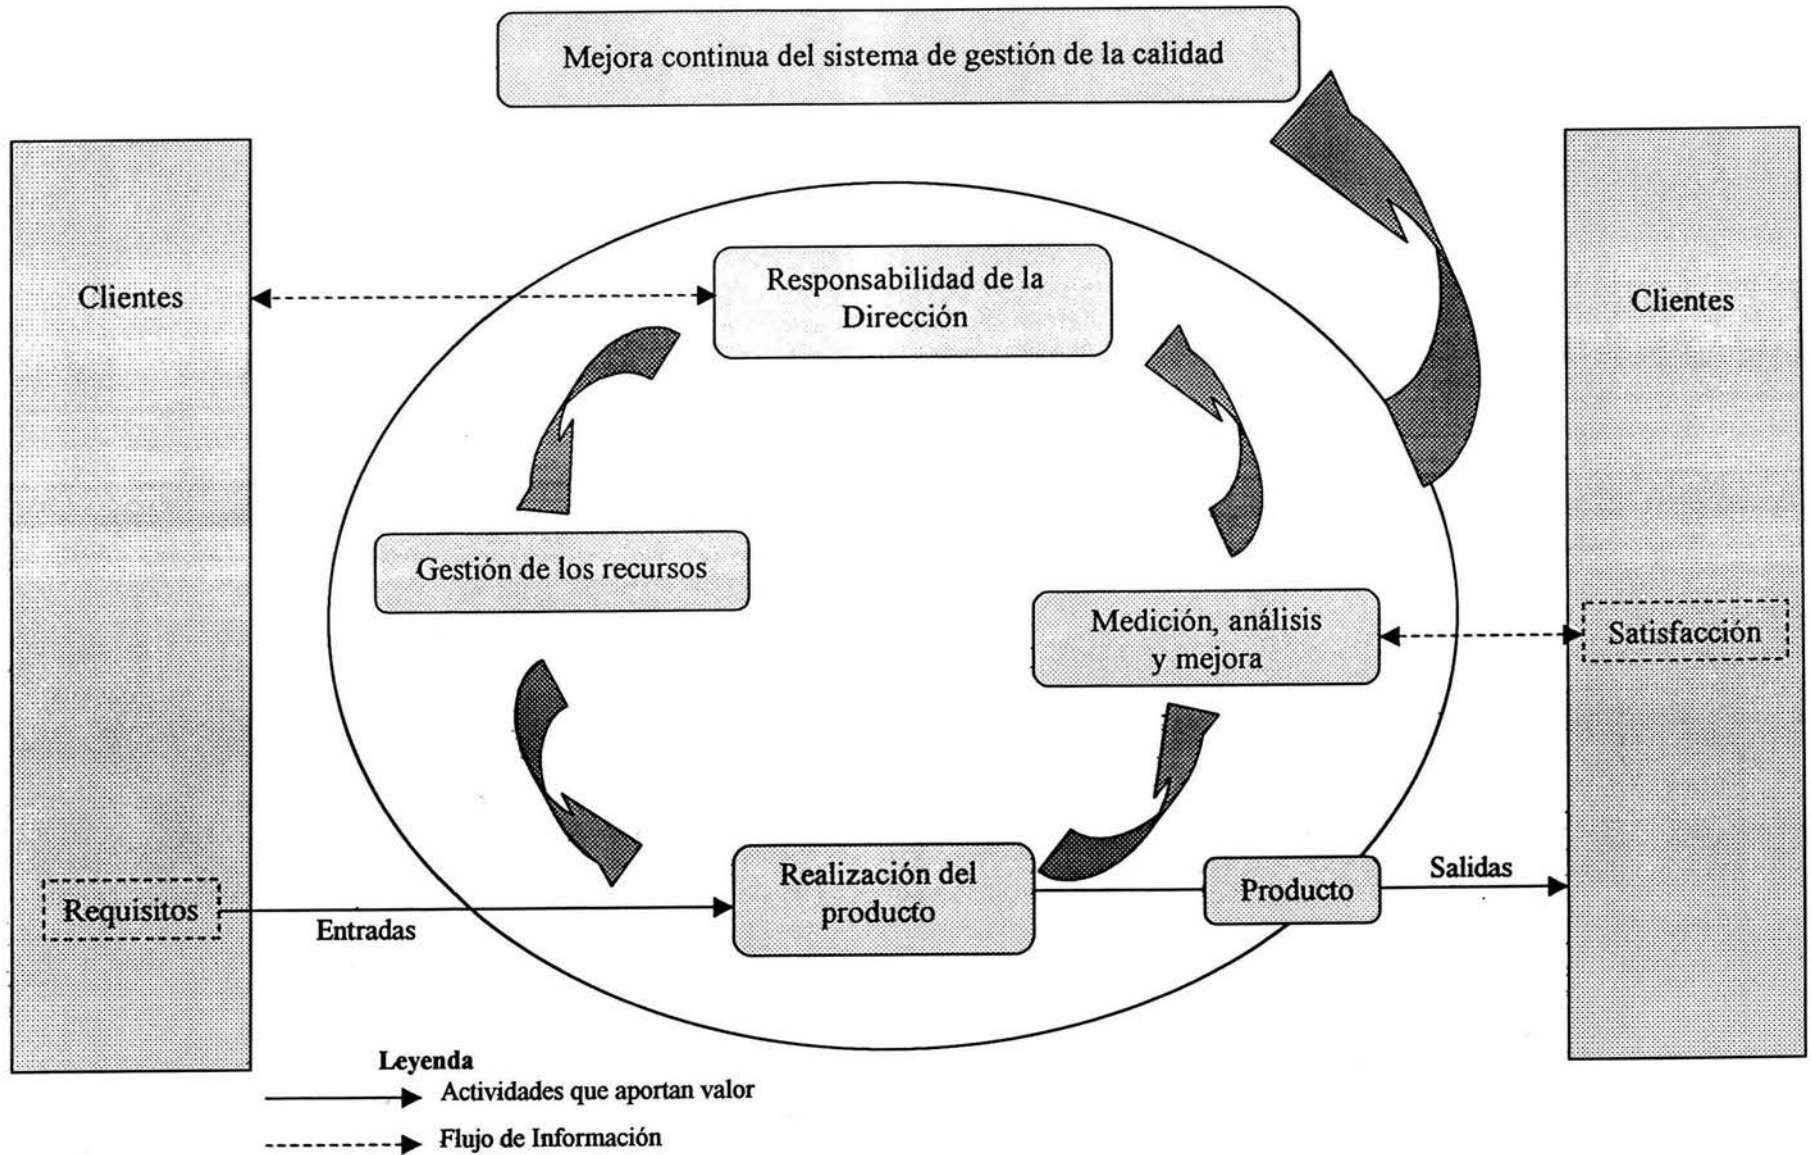 Mejora continua del sistema de gestión de la calidad
Clientes
Responsabilidad de la
Dirección
Clientes
Gestión de los recursos
Medición, análisis
y mejora
Satisfacción
Realización del
producto
Producto
Salidas
Requisitos
Entradas
Leyenda
Actividades que aportan valor
Flujo de Información